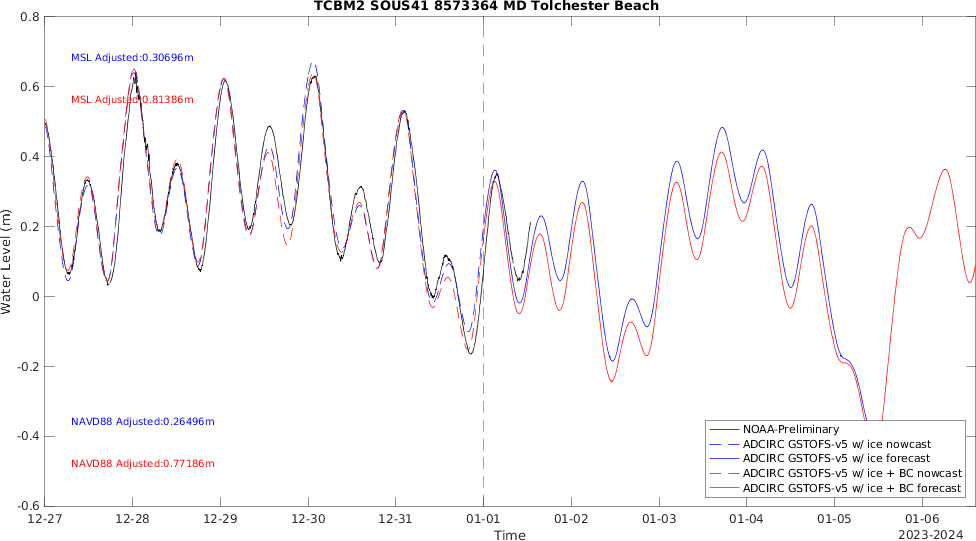 TCBM2 SOUS41 8573364 MD Tolchester Beach
0.8
0.6
0.4
0.2
0
-0.2
-0.4
-0.6
Water Level (m)
MSL Adjusted:0.30696m
MSL Adjusted:0.81386m
NAVD88 Adjusted:0.26496m
NAVD88 Adjusted:0.77186m
NOAA-Preliminary
ADCIRC GSTOFS-v5 w/ ice nowcast
ADCIRC GSTOFS-v5 w/ ice forecast
ADCIRC GSTOFS-v5 w/ ice + BC nowcast
ADCIRC GSTOFS-v5 w/ ice + BC forecast
12-27 12-28 12-29 12-30 12-31 01-01 01-02 01-03 01-04 01-05 01-06
Time
2023-2024